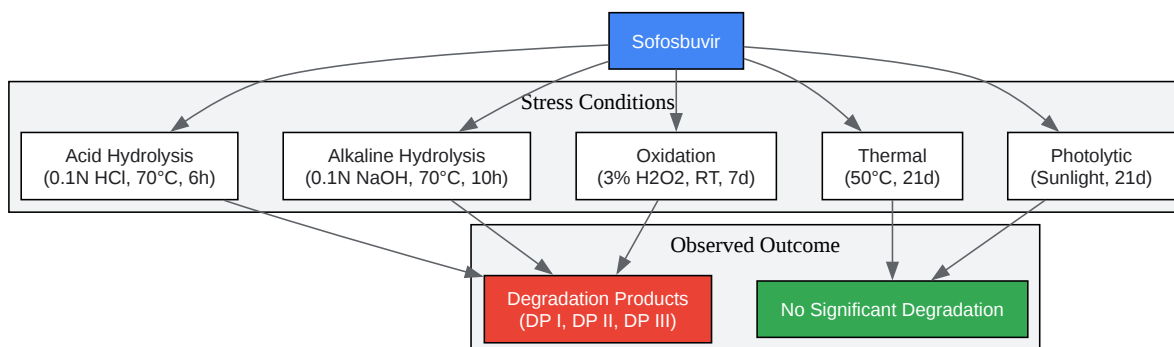 Sofosbuvir
Stress Conditions
Acid Hydrolysis
(0.1N HCl, 70°C, 6h)
Alkaline Hydrolysis
(0.1N NaOH, 70°C, 10h)
Oxidation
(3% H2O2, RT, 7d)
Thermal
(50°C, 21d)
Photolytic
(Sunlight, 21d)
Observed Outcome
Degradation Products
(DP I, DP II, DP III)
No Significant Degradation